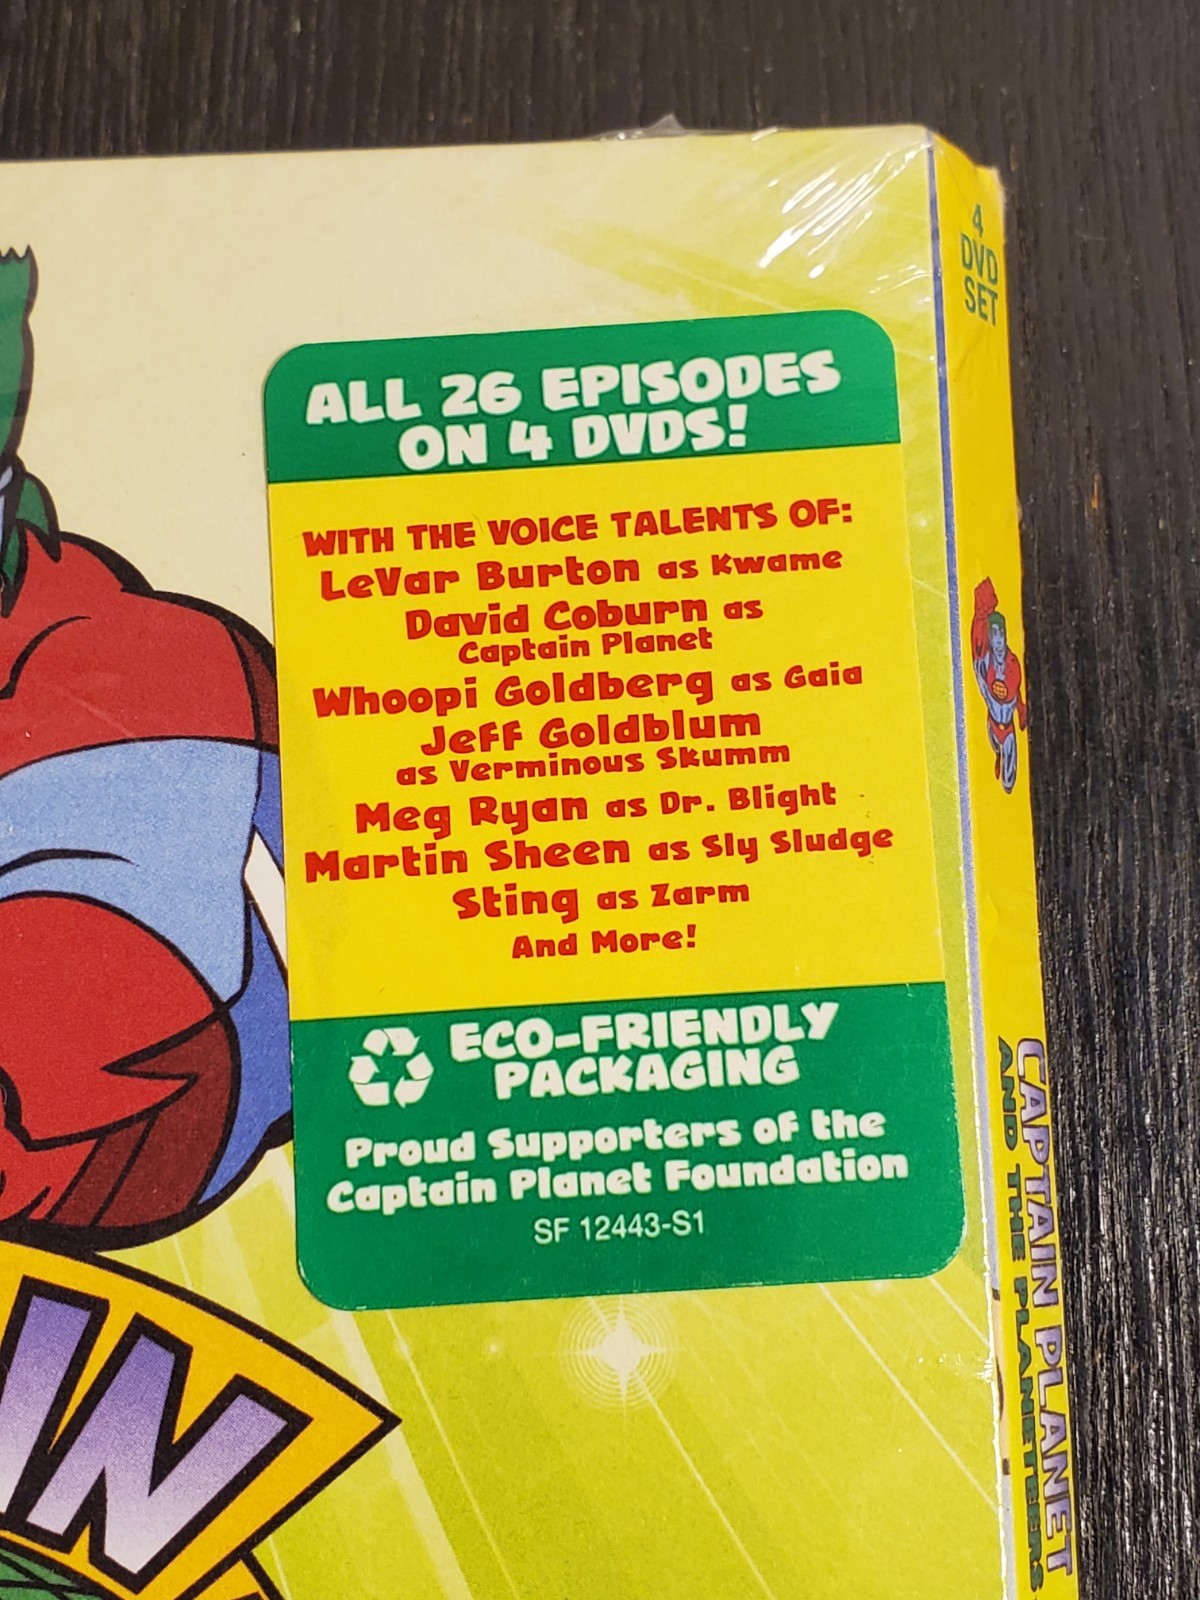 4
DVD
SET
ALL 26 EPISODES
ON 4 DVDS!
WITH THE VOICE TALENTS OF:
LeVar Burton as Kwame
David Coburn as
Captain Planet
Whoopi Goldberg as Gaia
Jeff Goldblum
as Verminous Skumm
Meg Ryan as Dr. Blight
Martin Sheen as Sly Sludge
Sting as Zarm
And More!
ECO-FRIENDLY
PACKAGING
Proud Supporters of the
Captain Planet Foundation
SF 12443-S1
CAPTAIN PLANET
AND THE PLANETEERS
IN